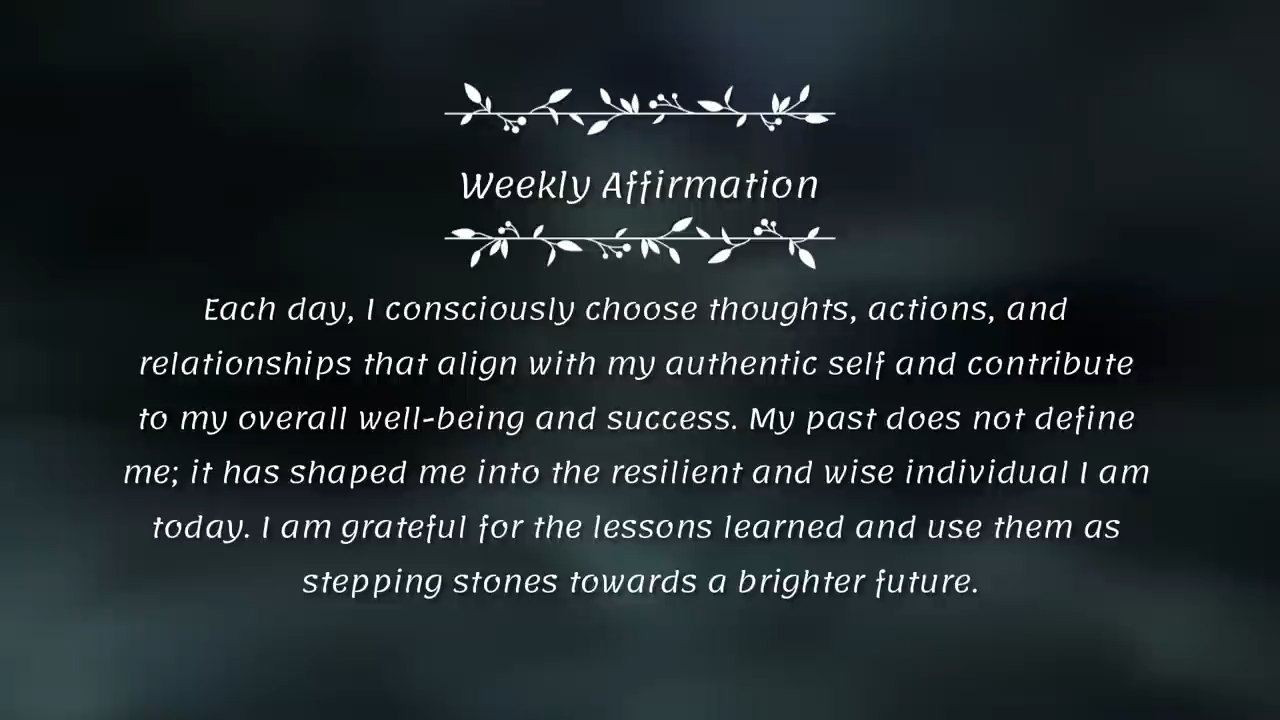 Weekly Affirmation
Each day, I consciously choose thoughts, actions, and
relationships that align with my authentic self and contribute
to my overall well-being and success. My past does not define
me; it has shaped me into the resilient and wise individual I am
today. I am grateful for the lessons learned and use them as
stepping stones towards a brighter future.